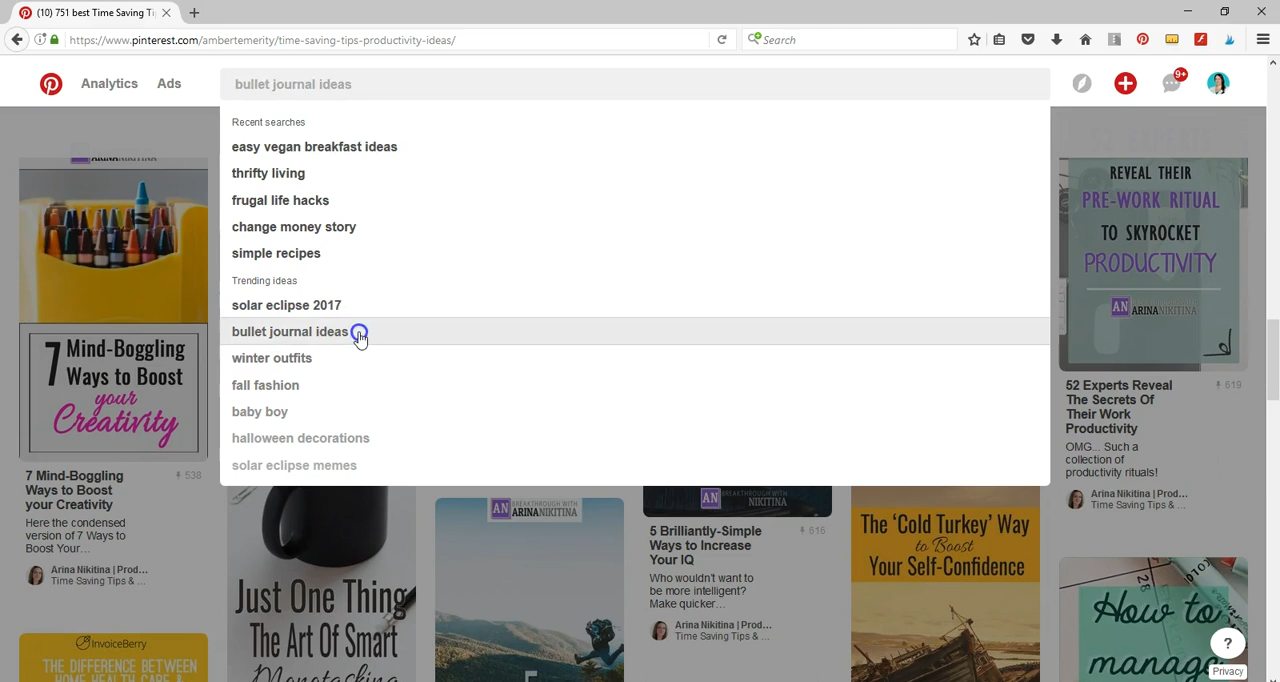 (10) 751 best Time Saving Ti
https://www.pinterest.com/ambertemerity/time-saving-tips-productivity-ideas/
Search
Analytics
Ads
bullet journal ideas
9+
Recent searches
easy vegan breakfast ideas
thrifty living
frugal life hacks
change money story
simple recipes
Trending ideas
solar eclipse 2017
bullet journal ideas
winter outfits
fall fashion
baby boy
halloween decorations
solar eclipse memes
7 Mind-Boggling
Ways to Boost
your
Creativity
7 Mind-Boggling
Ways to Boost
your Creativity
538
Here the condensed
version of 7 Ways to
Boost Your...
Arina Nikitina | Prod...
Time Saving Tips & ...
InvoiceBerry
THE DIFFERENCE BETWEEN
Just One Thing
The Art Of Smart
Monotasking
AN BREAKTHROUGH WITH
ARINANIKITINA
AN BREAKTHROUGH WITH
NIKITINA
5 Brilliantly-Simple
Ways to Increase
Your IQ
616
Who wouldn't want to
be more intelligent?
Make quicker...
Arina Nikitina | Prod...
Time Saving Tips & ...
The 'Cold Turkey' Way
to Boost
Your Self-Confidence
REVEAL THEIR
PRE-WORK RITUAL
TO SKYROCKET
PRODUCTIVITY
AN ARINANIKITINA
52 Experts Reveal
The Secrets Of
Their Work
Productivity
619
OMG... Such a
collection of
productivity rituals!
Arina Nikitina | Prod...
Time Saving Tips & ...
How to
manage
?
Privacy